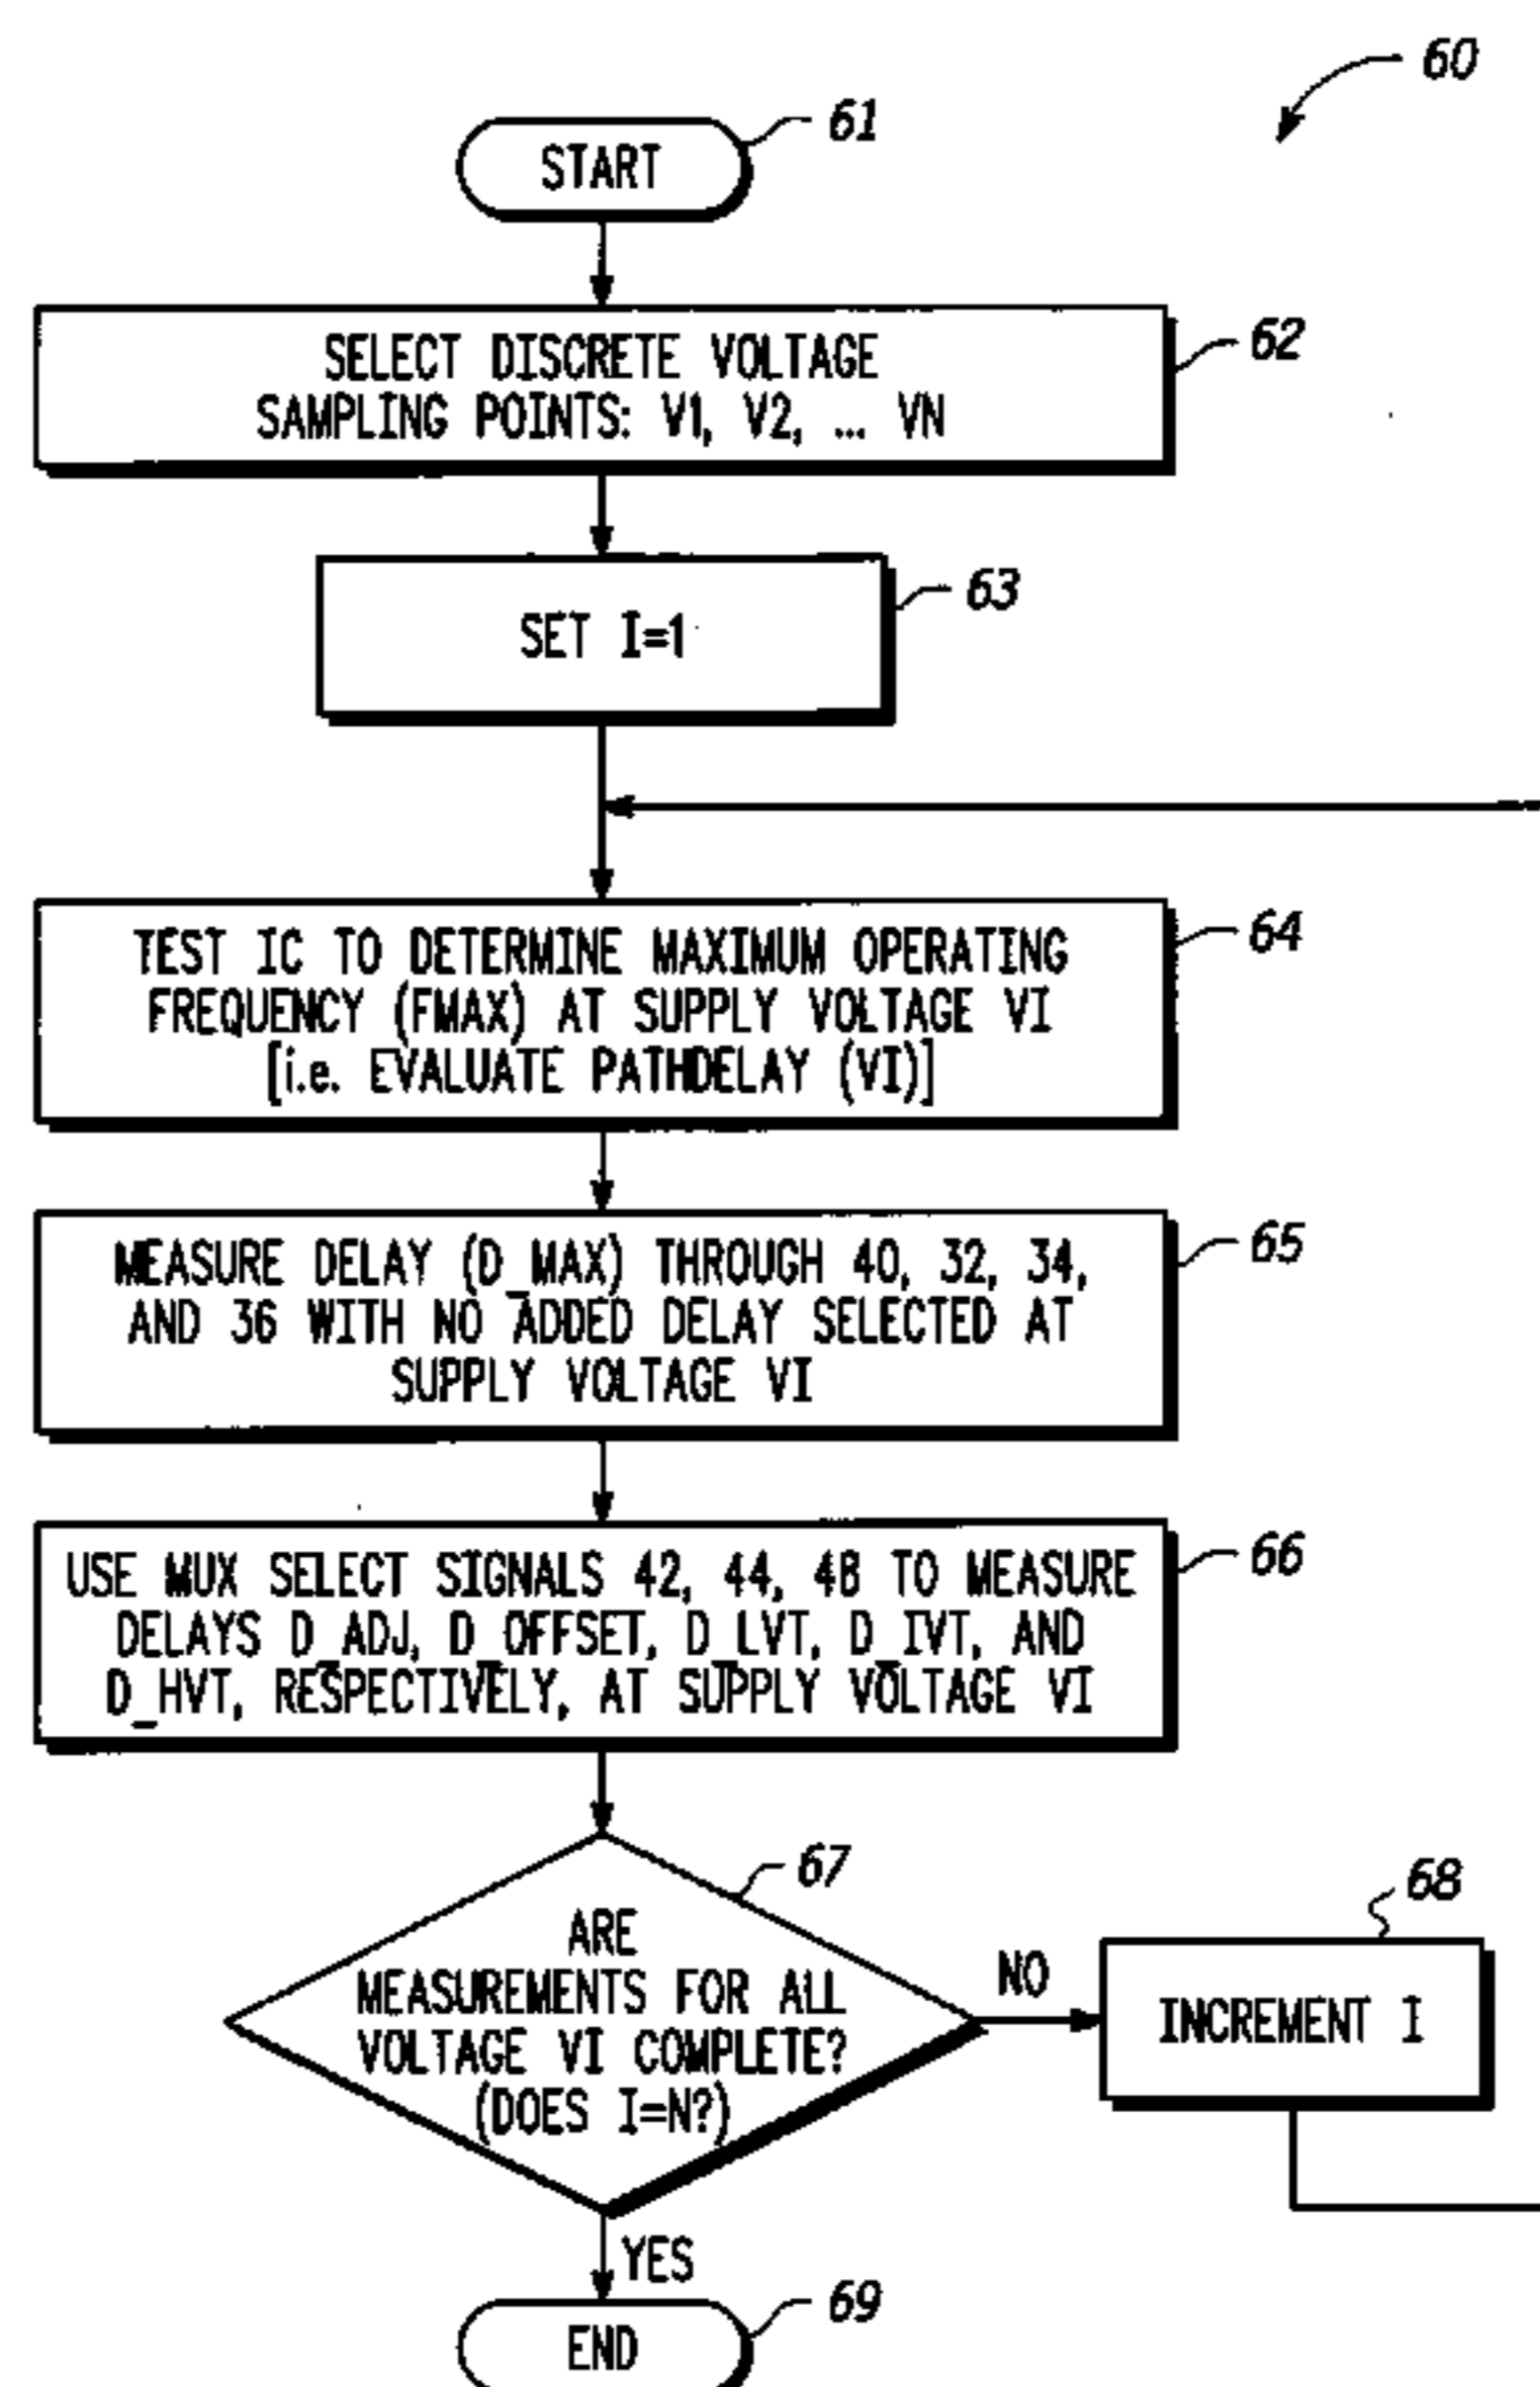 60
61
START
62
SELECT DISCRETE VOLTAGE
SAMPLING POINTS: V1, V2, ... VN
63
SET I=1
64
TEST IC TO DETERMINE MAXIMUM OPERATING
FREQUENCY (FMAX) AT SUPPLY VOLTAGE VI
[i.e. EVALUATE PATHDELAY (VI)]
65
MEASURE DELAY (D_MAX) THROUGH 40, 32, 34,
AND 36 WITH NO ADDED DELAY SELECTED AT
SUPPLY VOLTAGE VI
66
USE MUX SELECT SIGNALS 42, 44, 48 TO MEASURE
DELAYS D_ADJ, D_OFFSET, D_LVT, D_IVT, AND
D_HVT, RESPECTIVELY, AT SUPPLY VOLTAGE VI
67
ARE
MEASUREMENTS FOR ALL
VOLTAGE VI COMPLETE?
(DOES I=N?)
NO
68
INCREMENT I
YES
69
END